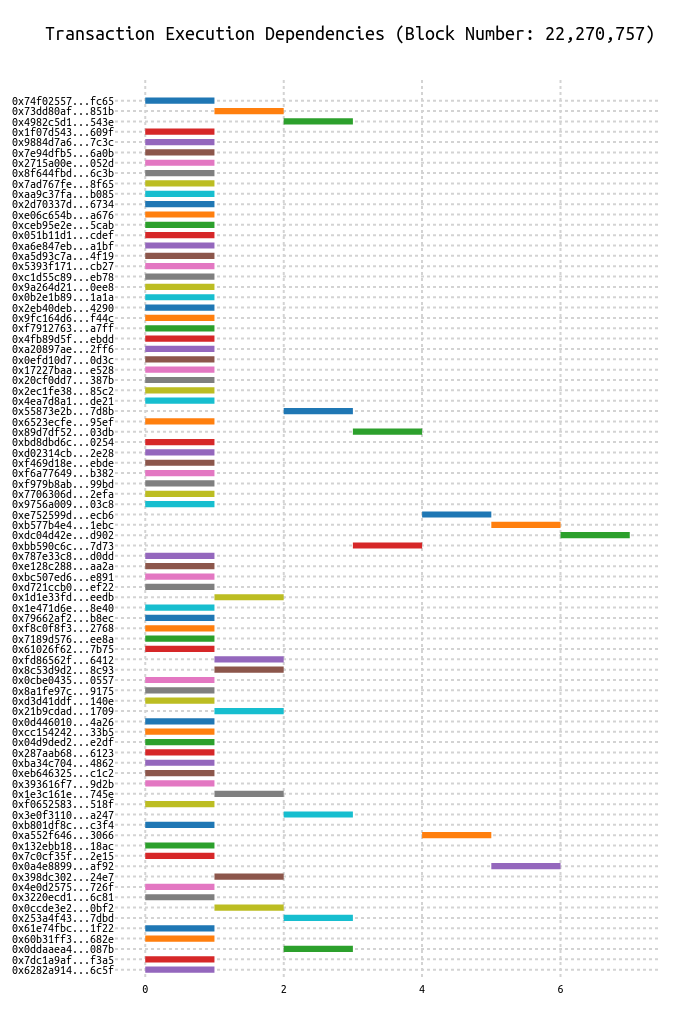 Transaction Execution Dependencies (Block Number: 22,270,757)
0x74f02557...fc65
0x73dd80af...851b
0x4982c5d1...543e
0x1f07d543...609f
0x9884d7a6...7c3c
0x7e94dfb5...6a0b
0x2715a00e...052d
0x8f644fbd...6c3b
0x7ad767fe...8f65
0xaa9c37fa...b085
0x2d70337d...6734
0xe06c654b...a676
0xceb95e2e...5cab
0x051b11d1...cdef
0xa6e847eb...a1bf
0xa5d93c7a...4f19
0x5393f171...cb27
0xc1d55c89...eb78
0x9a264d21...0ee8
0x0b2e1b89...1a1a
0x2eb40deb...4290
0x9fc164d6...f44c
0xf7912763...a7ff
0x4fb89d5f...ebdd
0xa20897ae...2ff6
0x0efd10d7...0d3c
0x17227baa...e528
0x20cf0dd7...387b
0x2ec1fe38...85c2
0x4ea7d8a1...de21
0x55873e2b...7d8b
0x6523ecfe...95ef
0x89d7df52...03db
0xbd8dbd6c...0254
0xd02314cb...2e28
0xf469d18e...ebde
0xf6a77649...b382
0xf979b8ab...99bd
0x7706306d...2efa
0x9756a009...03c8
0xe752599d...ecb6
0xb577b4e4...1ebc
0xdc04d42e...d902
0xbb590c6c...7d73
0x787e33c8...d0dd
0xe128c288...aa2a
0xbc507ed6...e891
0xd721ccb0...ef22
0x1d1e33fd...eedb
0x1e471d6e...8e40
0x79662af2...b8ec
0xf8c0f8f3...2768
0x7189d576...ee8a
0x61026f62...7b75
0xfd86562f...6412
0x8c53d9d2...8c93
0x0cbe0435...0557
0x8a1fe97c...9175
0xd3d41ddf...140e
0x21b9cdad...1709
0x0d446010...4a26
0xcc154242...33b5
0x04d9ded2...e2df
0x287aab68...6123
0xba34c704...4862
0xeb646325...c1c2
0x393616f7...9d2b
0x1e3c161e...745e
0xf0652583...518f
0x3e0f3110...a247
0xb801df8c...c3f4
0xa552f646...3066
0x132ebb18...18ac
0x7c0cf35f...2e15
0x0a4e8899...af92
0x398dc302...24e7
0x4e0d2575...726f
0x3220ecd1...6c81
0x0ccde3e2...0bf2
0x253a4f43...7dbd
0x61e74fbc...1f22
0x60b31ff3...682e
0x0ddaaea4...087b
0x7dc1a9af...f3a5
0x6282a914...6c5f
0 2 4 6